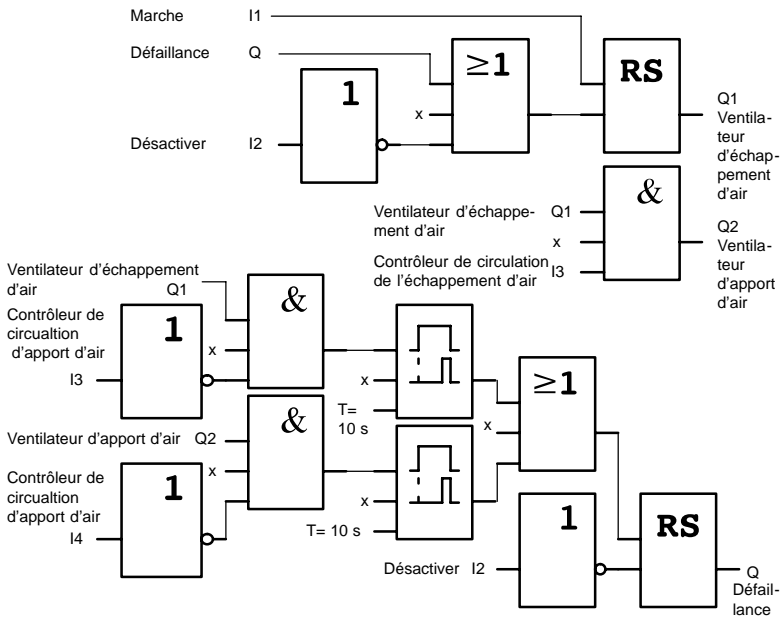 Marche I1
Défaillance Q
≥1
RS
1
x
Désactiver I2
Q1
Ventila-
teur
d'échap-
pement
d'air
&
Ventilateur d'échappe-
ment d'air
Q1
x
Contrôleur de circulation
de l'échappement d'air
I3
Q2
Ventila-
teur
d'apport
d'air
Ventilateur d'échappement
d'air
Q1
&
Contrôleur de
circualtion
d'apport d'air
1
x
I3
x
T=
10 s
≥1
x
&
Ventilateur d'apport d'air Q2
x
Contrôleur de
circualtion
d'apport d'air
1
I4
x
T= 10 s
1
RS
Désactiver I2
Q
Défail-
lance